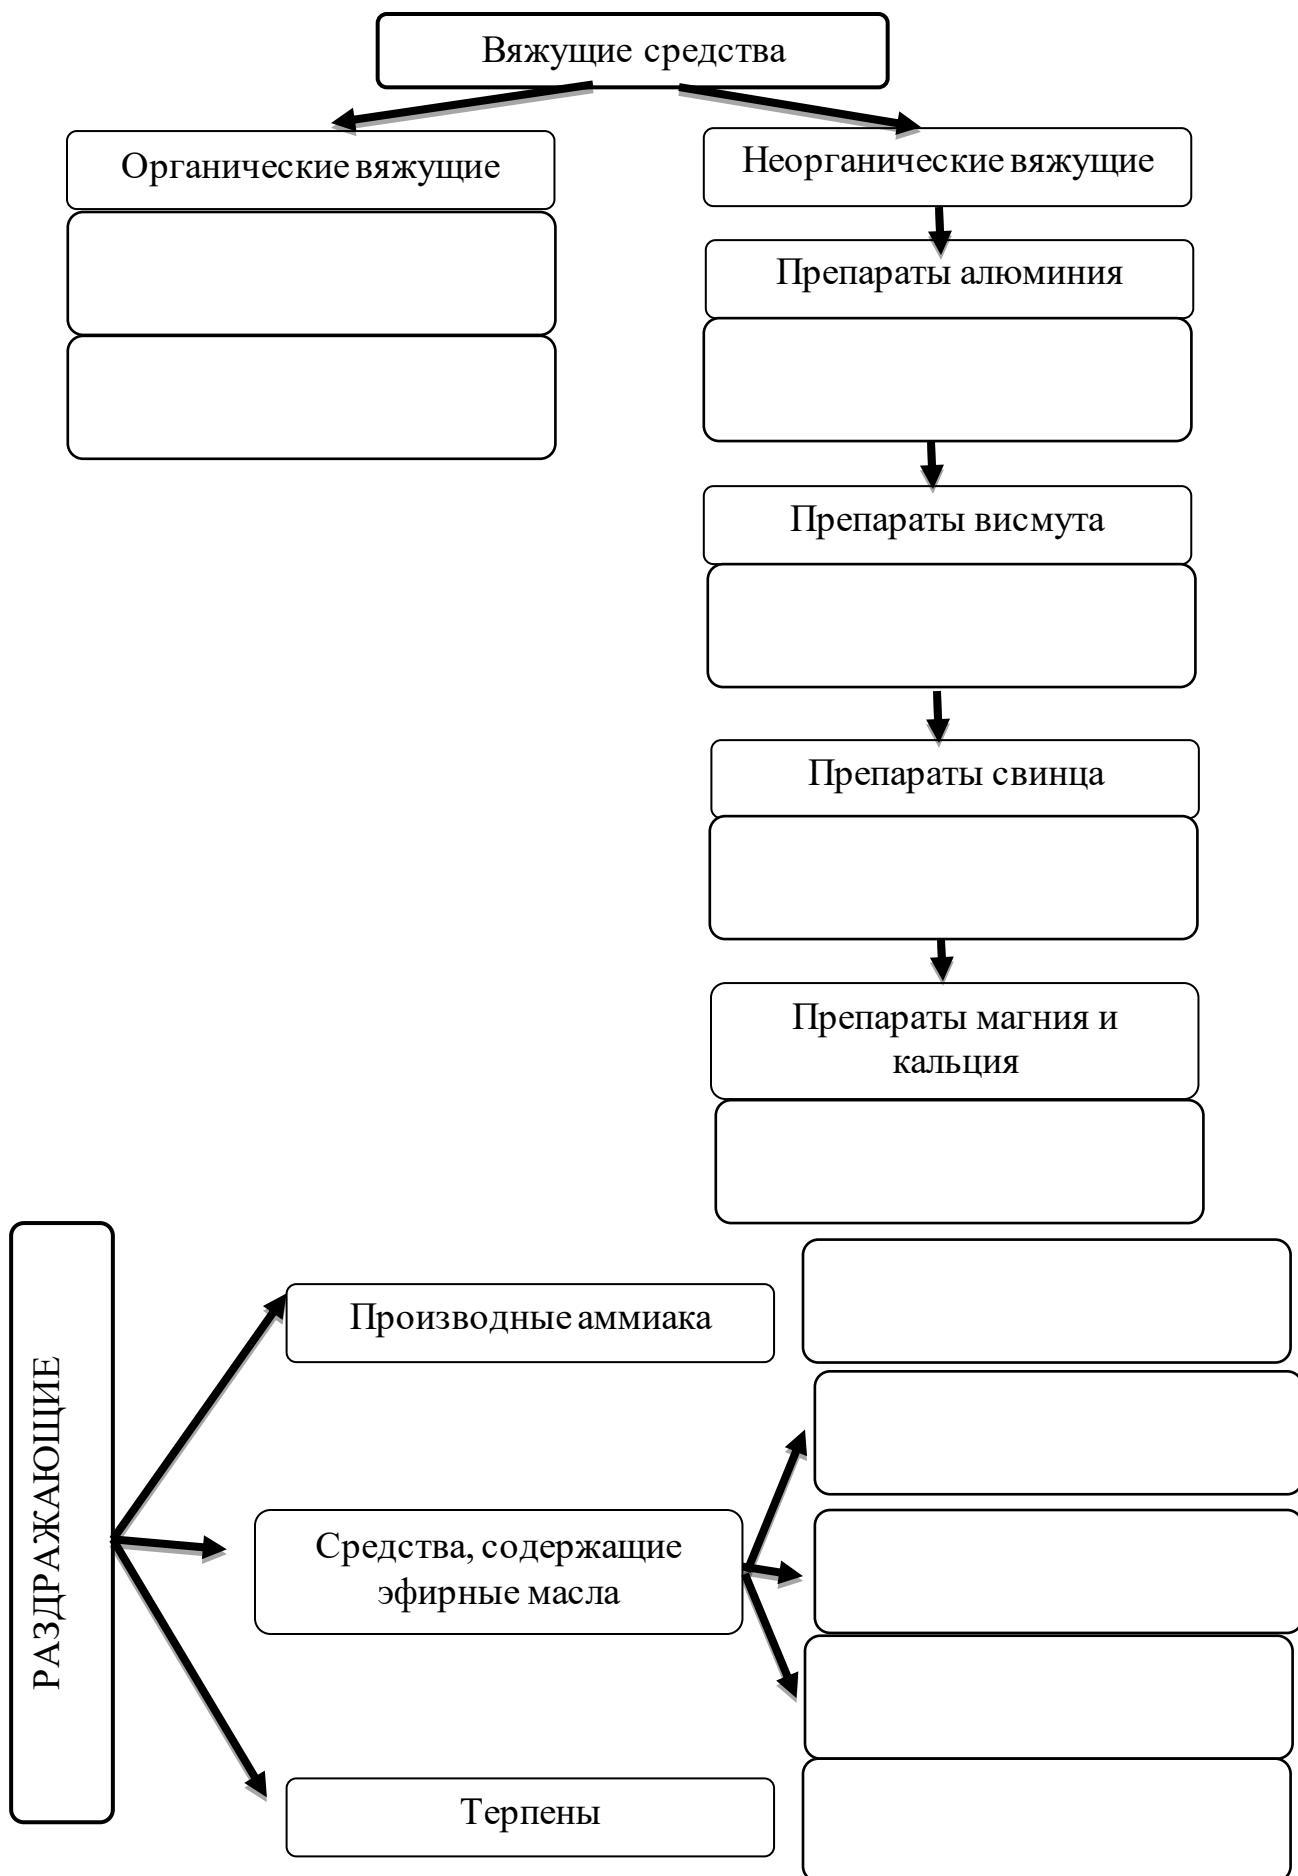 Вяжущие средства
Органические вяжущие
Неорганические вяжущие
Препараты алюминия
Препараты висмута
Препараты свинца
Препараты магния и
кальция
РАЗДРАЖАЮЩИЕ
Производные аммиака
Средства, содержащие
эфирные масла
Терпены